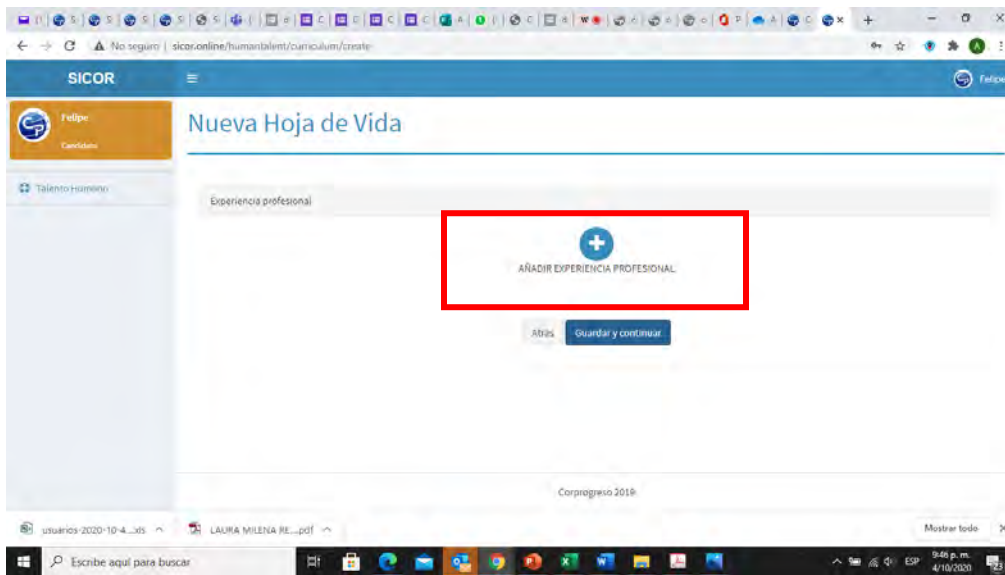 No seguro | sicor.online/humantalent/curriculum/create
SICOR
Felipe
Felipe
Candidato
Nueva Hoja de Vida
Talento Humano
Experiencia profesional
AÑADIR EXPERIENCIA PROFESIONAL
Atrás
Guardar y continuar
Corprogreso 2019
usuarios-2020-10-4....xls
LAURA MILENA RE....pdf
Mostrar todo
Escribe aquí para buscar
ESP
9:46 p. m.
4/10/2020
23